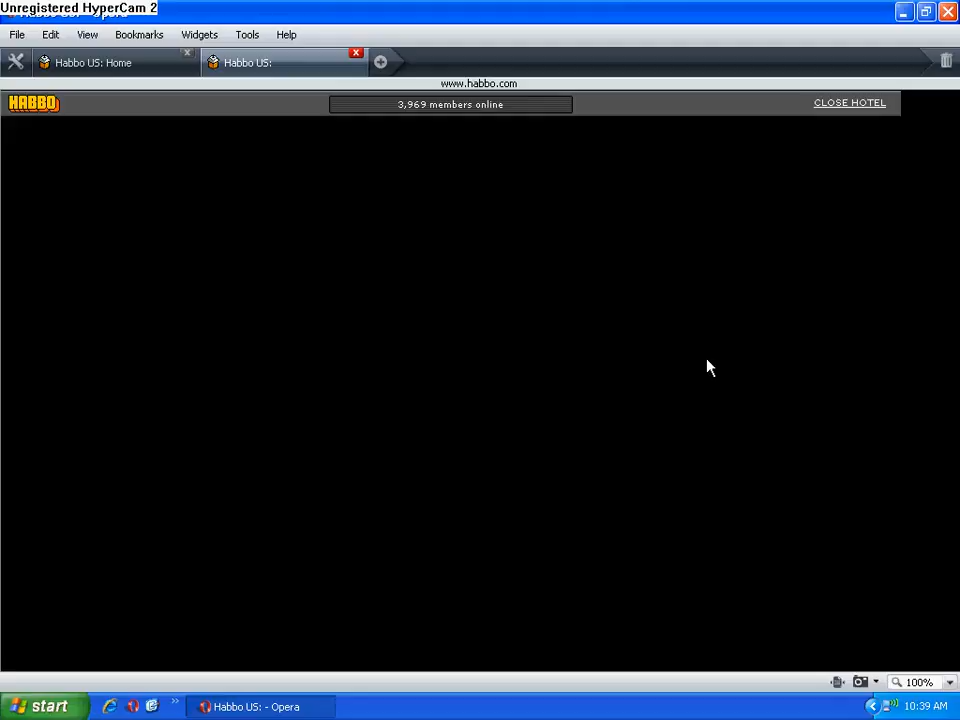 Unregistered HyperCam 2
File Edit View Bookmarks Widgets Tools Help
Habbo US: Home
Habbo US:
www.habbo.com
HABBO
3,969 members online
CLOSE HOTEL
100%
start
Habbo US: - Opera
10:39 AM